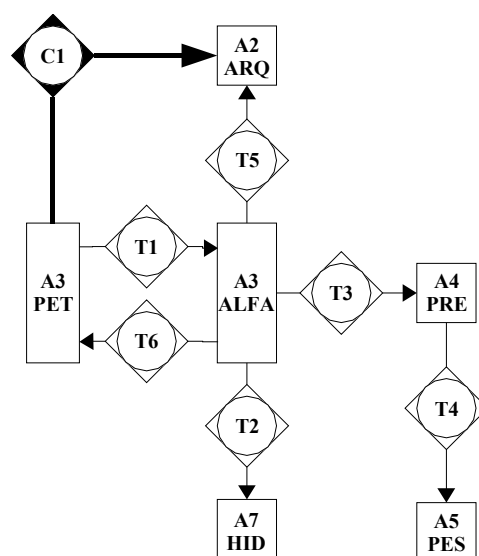 C1
A2
ARQ
T5
A3
PET
T1
A3
ALFA
T3
A4
PRE
T6
T2
T4
A7
HID
A5
PES